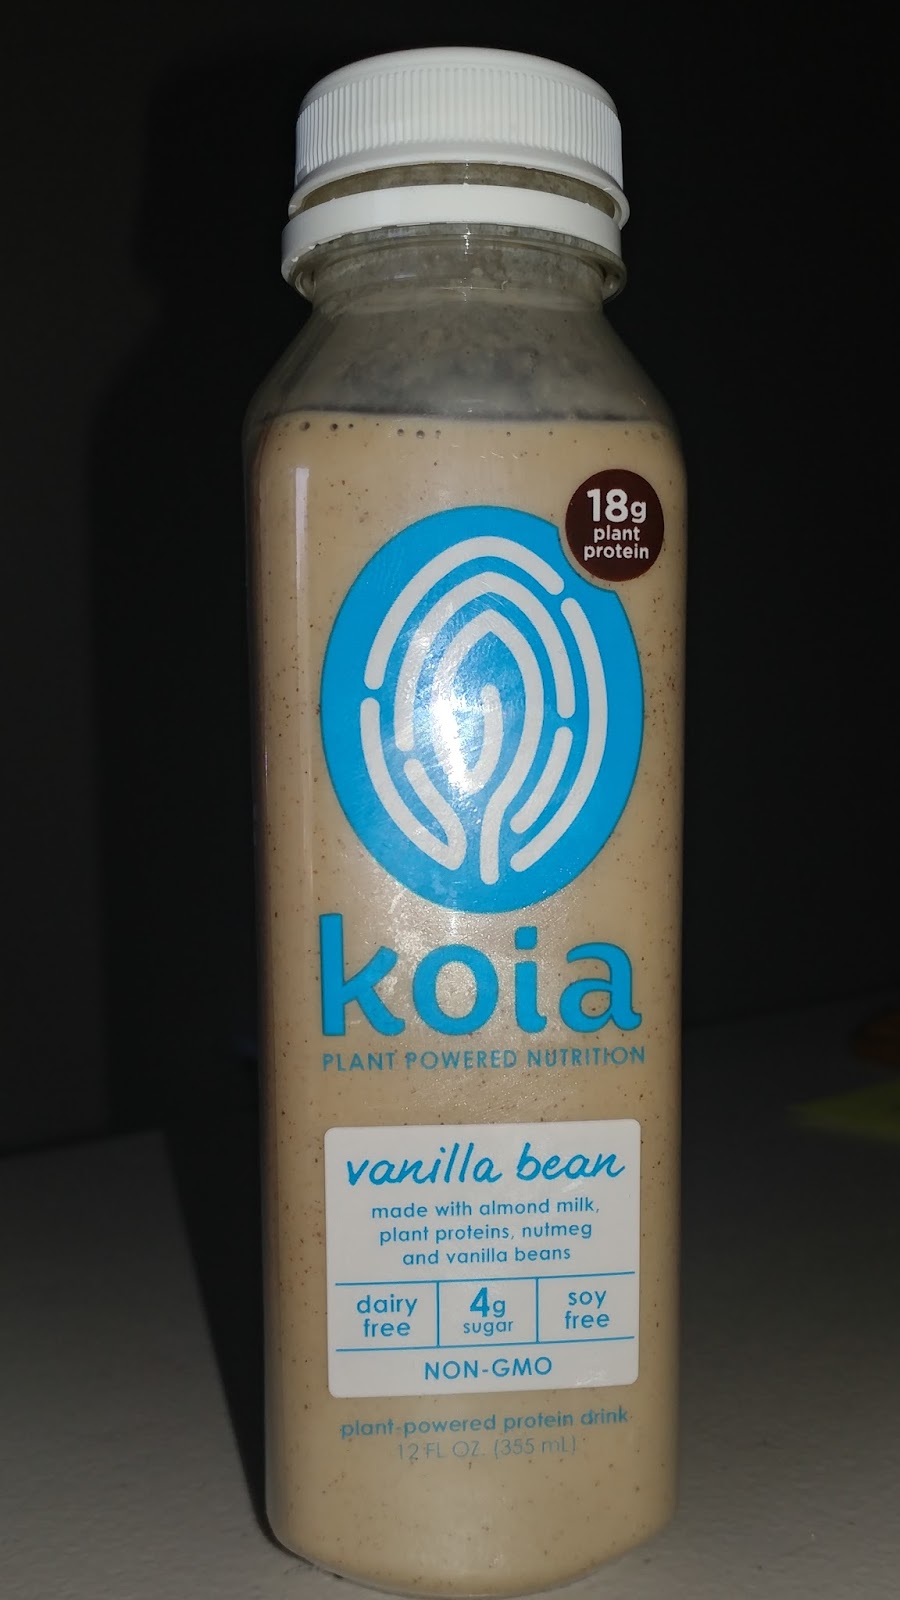 18g
plant
protein
koia
PLANT POWERED NUTRITION
vanilla bean
made with almond milk,
plant proteins, nutmeg
and vanilla beans
dairy
free
4g
sugar
soy
free
NON-GMO
plant-powered protein drink
12 FL OZ. (355 mL)